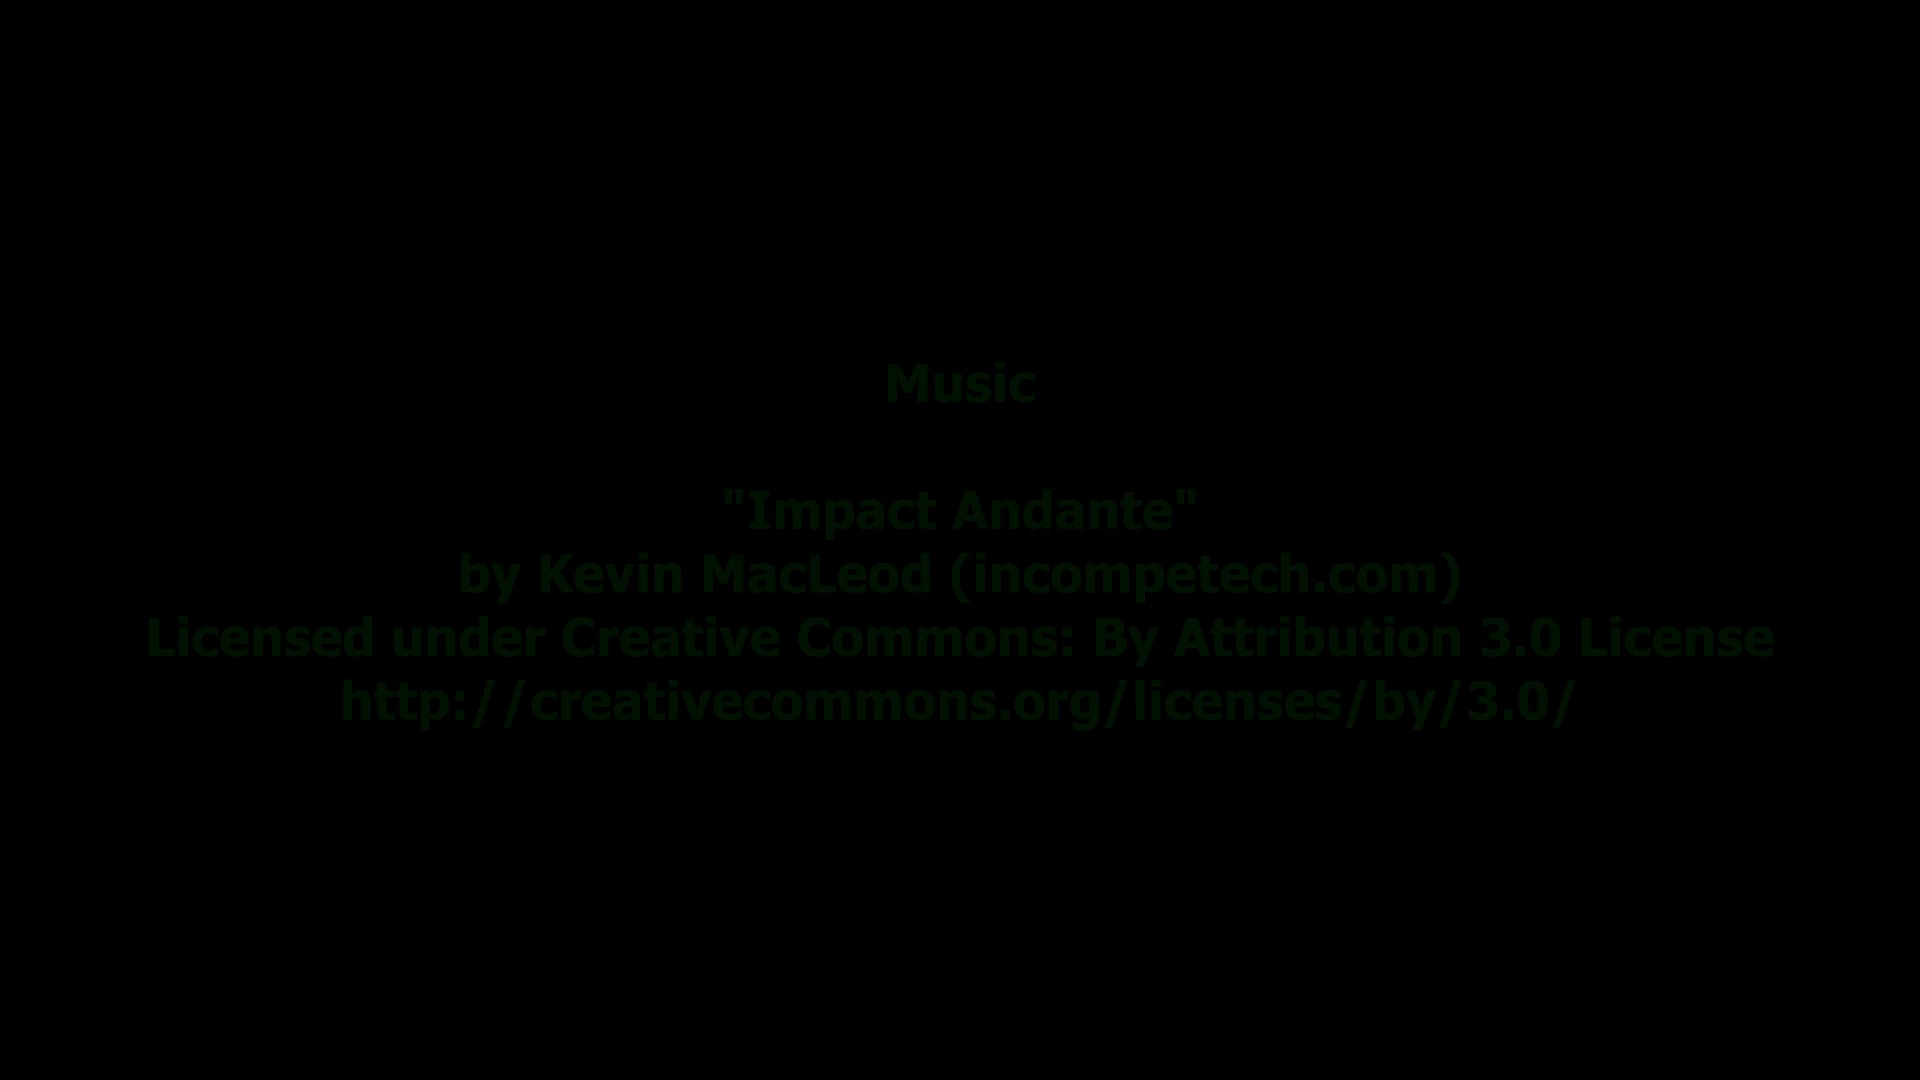 Music
"Impact Andante"
by Kevin MacLeod (incompetech.com)
Licensed under Creative Commons: By Attribution 3.0 License
http://creativecommons.org/licenses/by/3.0/